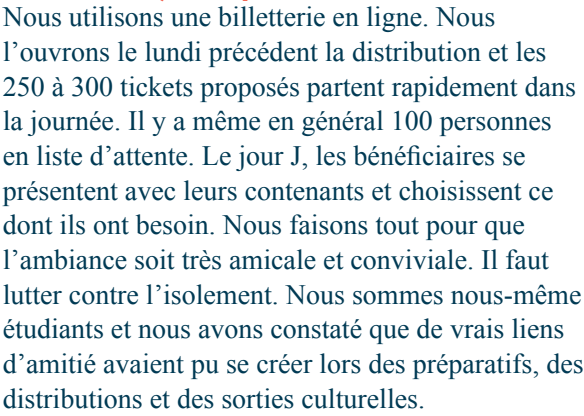 Nous utilisons une billetterie en ligne. Nous
l’ouvrons le lundi précédent la distribution et les
250 à 300 tickets proposés partent rapidement dans
la journée. Il y a même en général 100 personnes
en liste d’attente. Le jour J, les bénéficiaires se
présentent avec leurs contenants et choisissent ce
dont ils ont besoin. Nous faisons tout pour que
l’ambiance soit très amicale et conviviale. Il faut
lutter contre l’isolement. Nous sommes nous-même
étudiants et nous avons constaté que de vrais liens
d’amitié avaient pu se créer lors des préparatifs, des
distributions et des sorties culturelles.